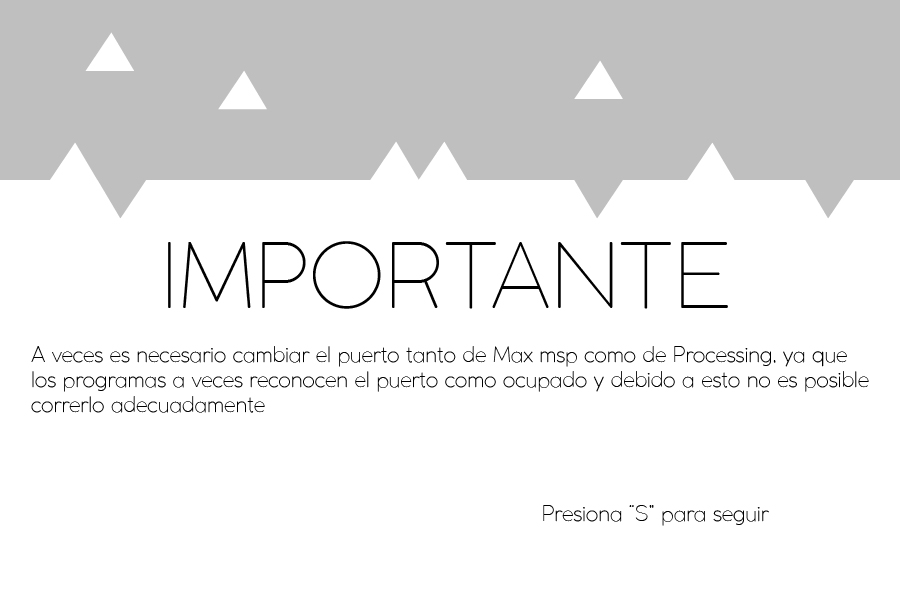 IMPORTANTE
A veces es necesario cambiar el puerto tanto de Max msp como de Processing, ya que
los programas a veces reconocen el puerto como ocupado y debido a esto no es posible
correrlo adecuadamente
Presiona "S" para seguir